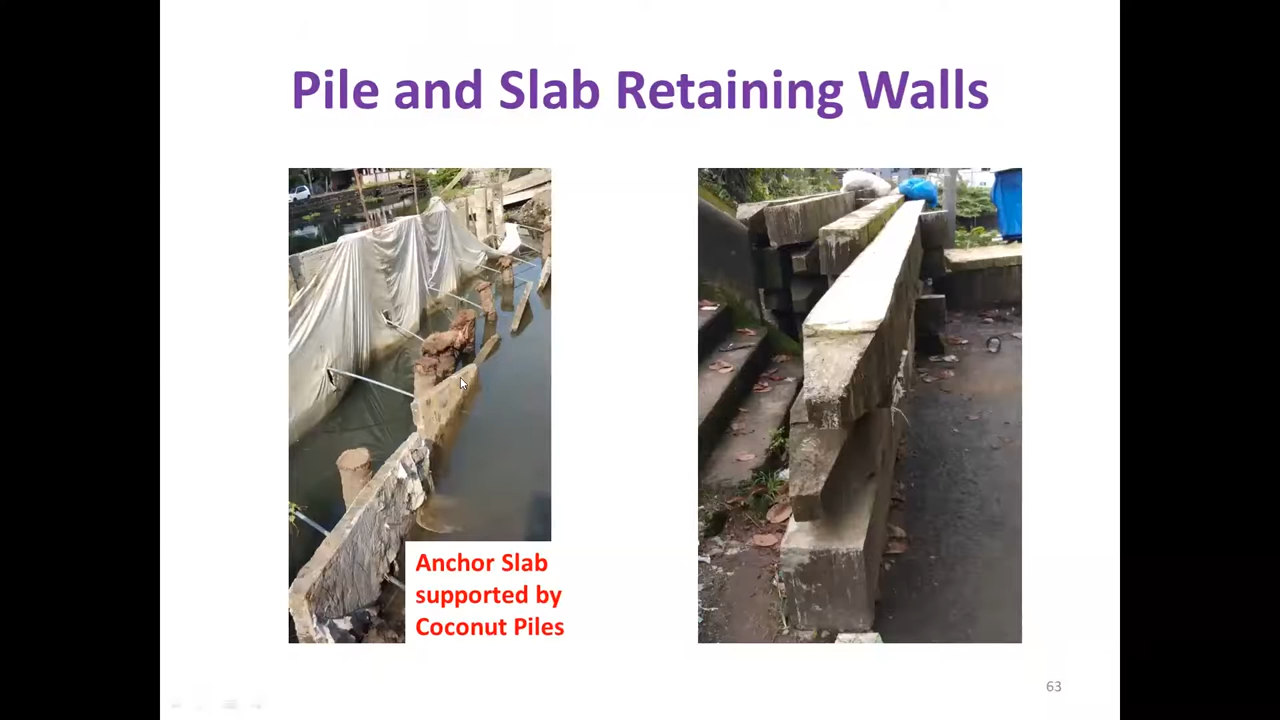 Pile and Slab Retaining Walls
Anchor Slab
supported by
Coconut Piles
63